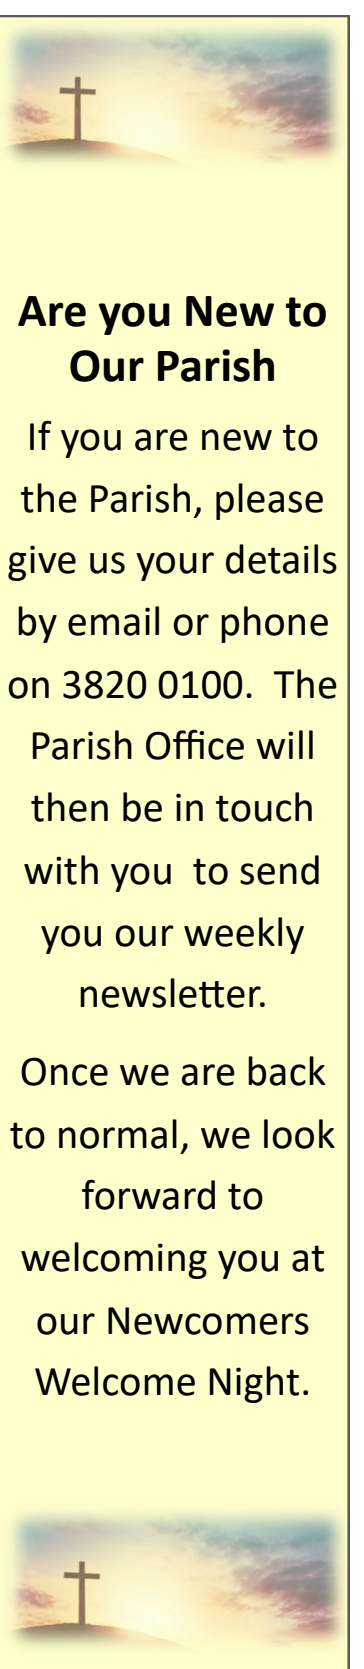 Are you New to
Our Parish
If you are new to
the Parish, please
give us your details
by email or phone
on 3820 0100.  The
Parish Office will
then be in touch
with you  to send
you our weekly
newsletter.
Once we are back
to normal, we look
forward to
welcoming you at
our Newcomers
Welcome Night.